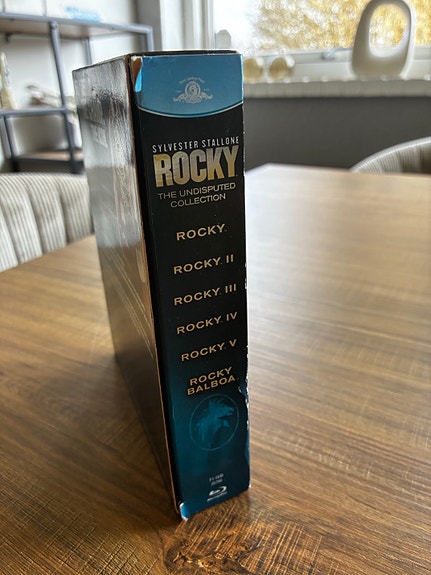 SYLVESTER STALLONE
ROCKY
THE UNDISPUTED
COLLECTION
ROCKY
ROCKY II
ROCKY III
ROCKY IV
ROCKY V
ROCKY
BALBOA